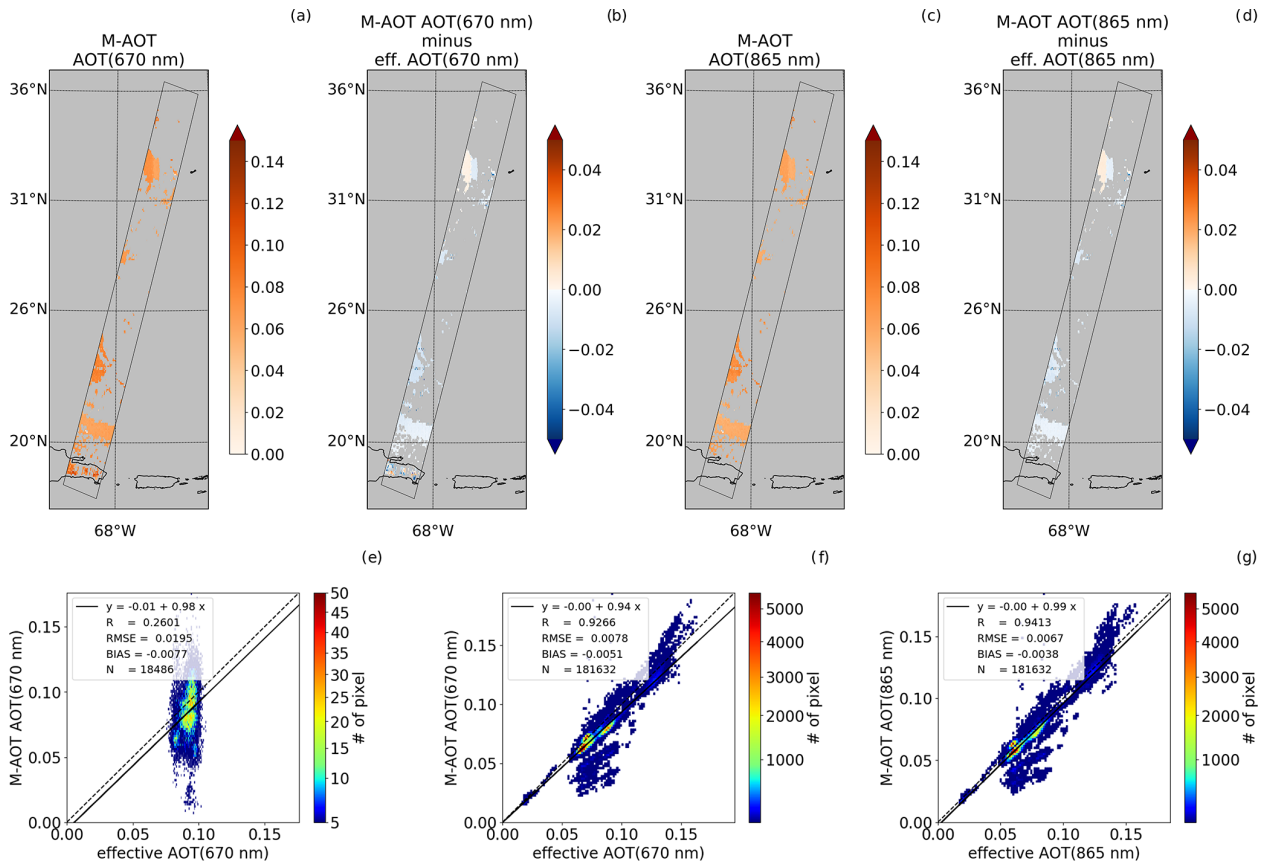 (a)
M-AOT
AOT(670 nm)
36°N
31°N
26°N
20°N
68°W
0.14
0.12
0.10
0.08
0.06
0.04
0.02
0.00
(b)
M-AOT AOT(670 nm)
minus
eff. AOT(670 nm)
36°N
31°N
26°N
20°N
68°W
0.04
0.02
0.00
−0.02
−0.04
(c)
M-AOT
AOT(865 nm)
36°N
31°N
26°N
20°N
68°W
0.14
0.12
0.10
0.08
0.06
0.04
0.02
0.00
(d)
M-AOT AOT(865 nm)
minus
eff. AOT(865 nm)
36°N
31°N
26°N
20°N
68°W
0.04
0.02
0.00
−0.02
−0.04
(e)
y = -0.01 + 0.98 x
R = 0.2601
RMSE = 0.0195
BIAS = -0.0077
N = 18486
M-AOT AOT(670 nm)
0.15
0.10
0.05
0.00
0.00 0.05 0.10 0.15
effective AOT(670 nm)
50
45
40
35
30
25
20
15
10
5
# of pixel
(f)
y = -0.00 + 0.94 x
R = 0.9266
RMSE = 0.0078
BIAS = -0.0051
N = 181632
M-AOT AOT(670 nm)
0.15
0.10
0.05
0.00
0.00 0.05 0.10 0.15
effective AOT(670 nm)
5000
4000
3000
2000
1000
# of pixel
(g)
y = -0.00 + 0.99 x
R = 0.9413
RMSE = 0.0067
BIAS = -0.0038
N = 181632
M-AOT AOT(865 nm)
0.15
0.10
0.05
0.00
0.00 0.05 0.10 0.15
effective AOT(865 nm)
5000
4000
3000
2000
1000
# of pixel